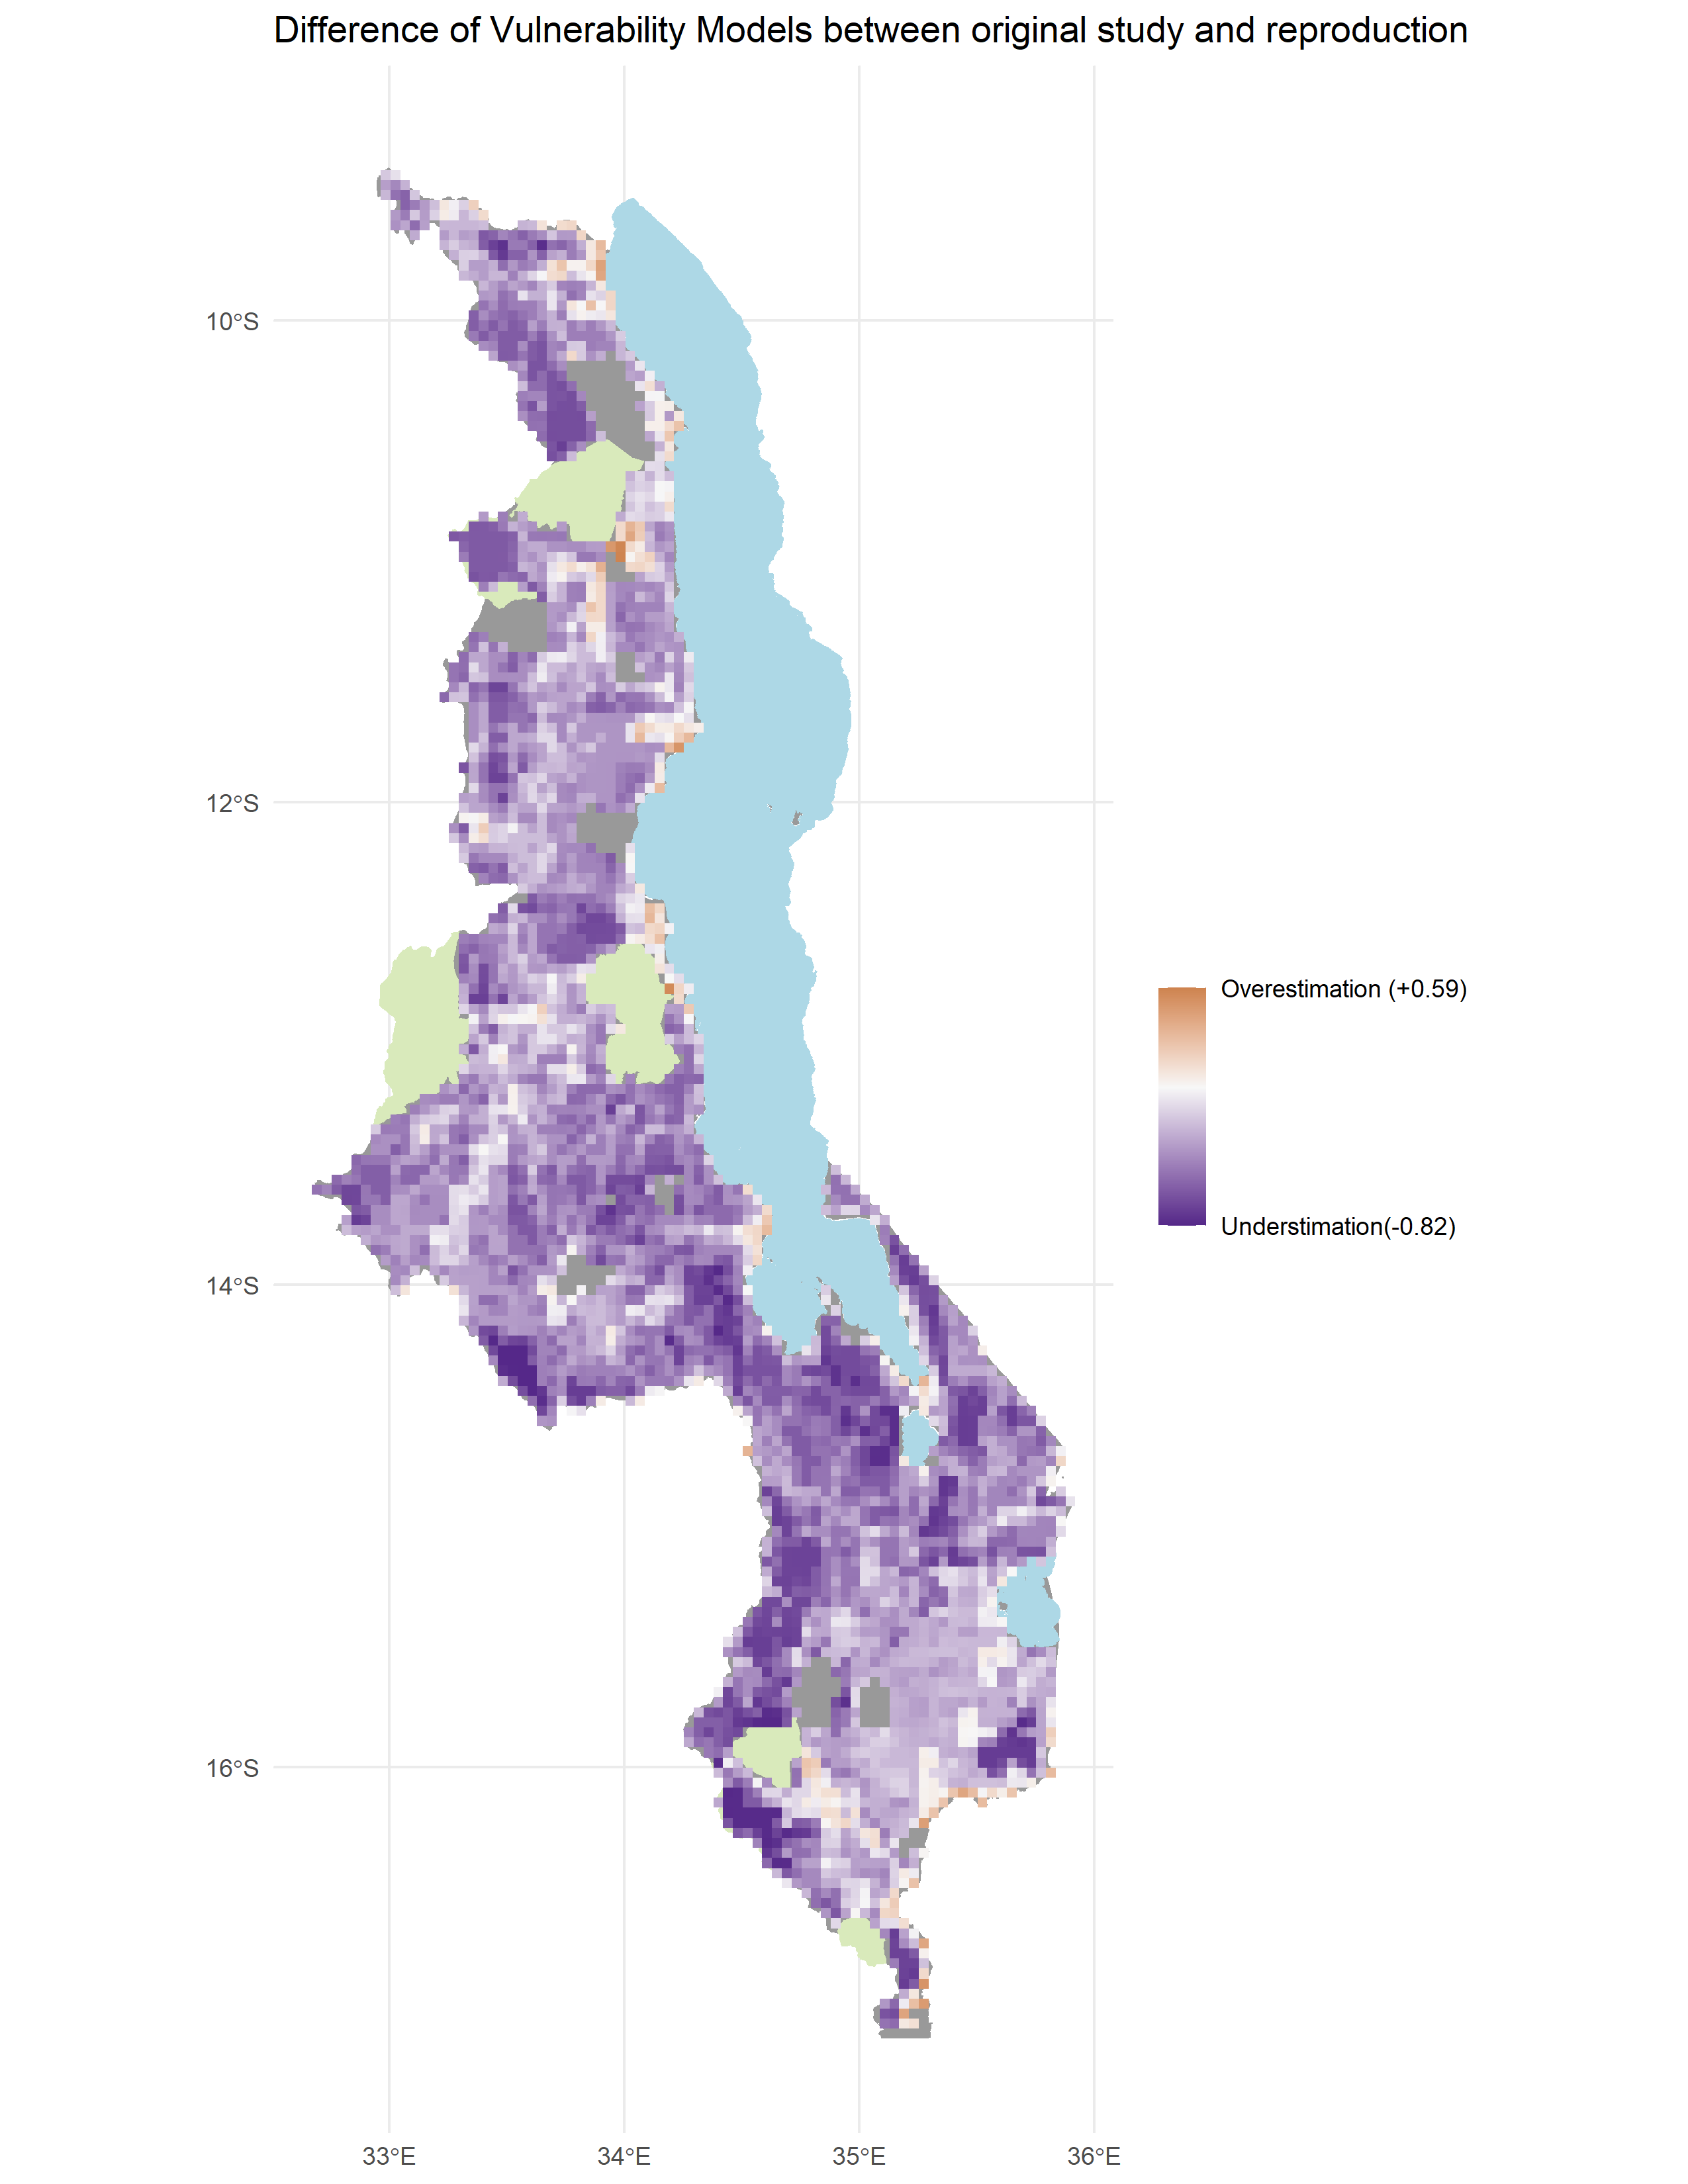 Difference of Vulnerability Models between original study and reproduction
10°S
12°S
14°S
16°S
33°E
34°E
35°E
36°E
Overestimation (+0.59)
Understimation(-0.82)